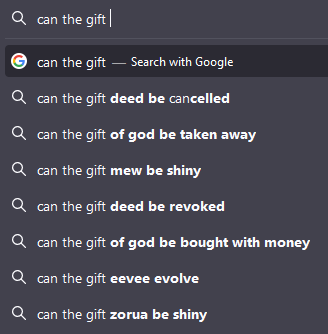 can the gift
can the gift — Search with Google
can the gift deed be cancelled
can the gift of god be taken away
can the gift mew be shiny
can the gift deed be revoked
can the gift of god be bought with money
can the gift eevee evolve
can the gift zorua be shiny